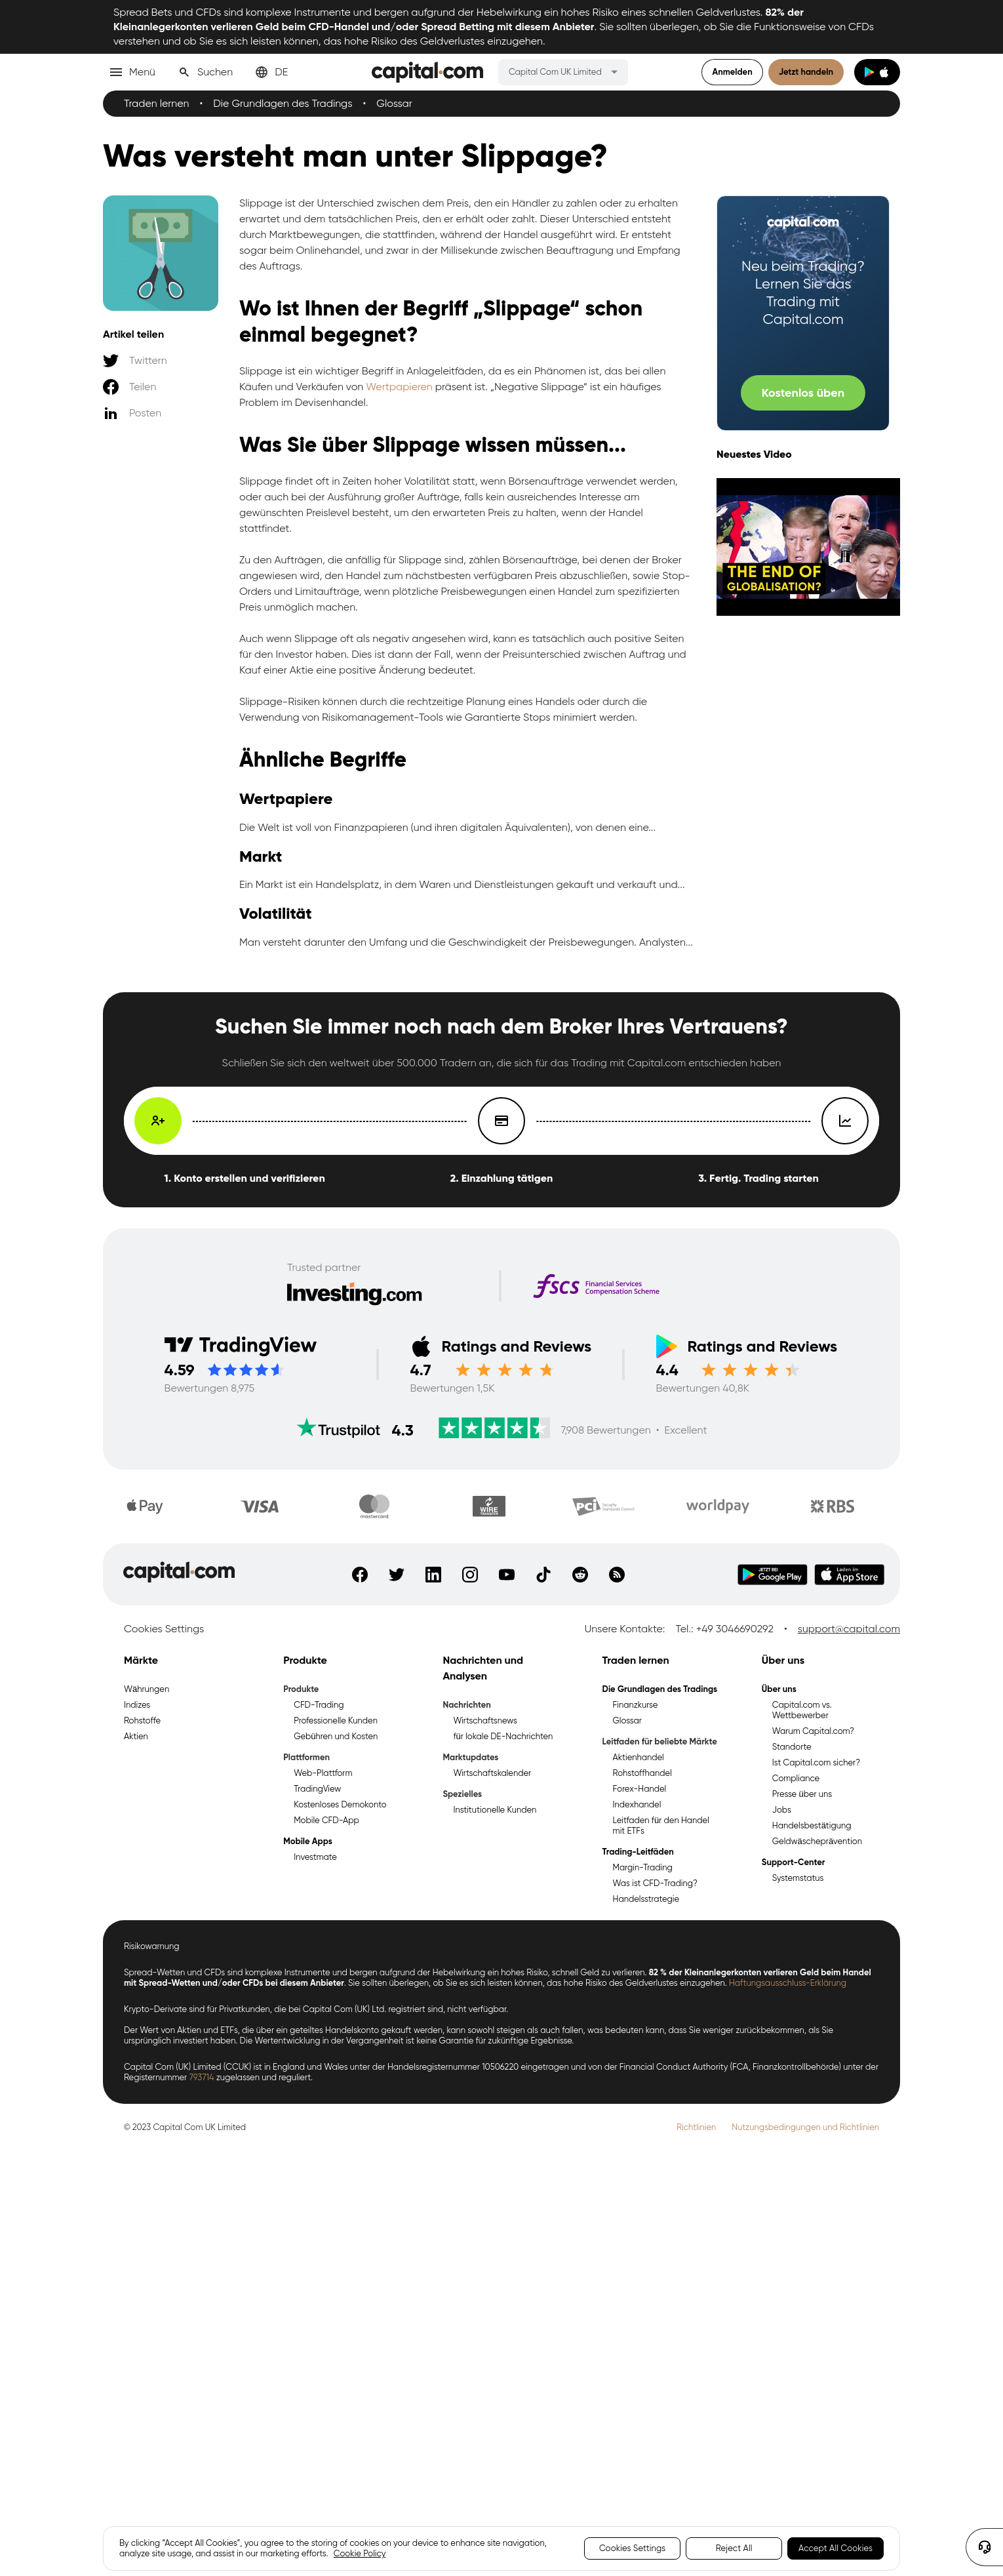 Spread Bets und CFDs sind komplexe Instrumente und bergen aufgrund der Hebelwirkung ein hohes Risiko eines schnellen Geldverlustes. 82% der
Kleinanlegerkonten verlieren Geld beim CFD-Handel und/oder Spread Betting mit diesem Anbieter. Sie sollten überlegen, ob Sie die Funktionsweise von CFDs
verstehen und ob Sie es sich leisten können, das hohe Risiko des Geldverlustes einzugehen.
Menü Suchen DE capital.com Capital Com UK Limited Anmelden Jetzt handeln
Traden lernen • Die Grundlagen des Tradings • Glossar
Was versteht man unter Slippage?
Artikel teilen
Twittern
Teilen
Posten
Slippage ist der Unterschied zwischen dem Preis, den ein Händler zu zahlen oder zu erhalten
erwartet und dem tatsächlichen Preis, den er erhält oder zahlt. Dieser Unterschied entsteht
durch Marktbewegungen, die stattfinden, während der Handel ausgeführt wird. Er entsteht
sogar beim Onlinehandel, und zwar in der Millisekunde zwischen Beauftragung und Empfang
des Auftrags.
Wo ist Ihnen der Begriff „Slippage“ schon
einmal begegnet?
Slippage ist ein wichtiger Begriff in Anlageleitfäden, da es ein Phänomen ist, das bei allen
Käufen und Verkäufen von Wertpapieren präsent ist. „Negative Slippage“ ist ein häufiges
Problem im Devisenhandel.
Was Sie über Slippage wissen müssen...
Slippage findet oft in Zeiten hoher Volatilität statt, wenn Börsenaufträge verwendet werden,
oder auch bei der Ausführung großer Aufträge, falls kein ausreichendes Interesse am
gewünschten Preislevel besteht, um den erwarteten Preis zu halten, wenn der Handel
stattfindet.
Zu den Aufträgen, die anfällig für Slippage sind, zählen Börsenaufträge, bei denen der Broker
angewiesen wird, den Handel zum nächstbesten verfügbaren Preis abzuschließen, sowie Stop-
Orders und Limitaufträge, wenn plötzliche Preisbewegungen einen Handel zum spezifizierten
Preis unmöglich machen.
Auch wenn Slippage oft als negativ angesehen wird, kann es tatsächlich auch positive Seiten
für den Investor haben. Dies ist dann der Fall, wenn der Preisunterschied zwischen Auftrag und
Kauf einer Aktie eine positive Änderung bedeutet.
Slippage-Risiken können durch die rechtzeitige Planung eines Handels oder durch die
Verwendung von Risikomanagement-Tools wie Garantierte Stops minimiert werden.
Ähnliche Begriffe
Wertpapiere
Die Welt ist voll von Finanzpapieren (und ihren digitalen Äquivalenten), von denen eine...
Markt
Ein Markt ist ein Handelsplatz, in dem Waren und Dienstleistungen gekauft und verkauft und...
Volatilität
Man versteht darunter den Umfang und die Geschwindigkeit der Preisbewegungen. Analysten...
capital.com
Neu beim Trading?
Lernen Sie das
Trading mit
Capital.com
Kostenlos üben
Neuestes Video
THE END OF
GLOBALISATION?
Suchen Sie immer noch nach dem Broker Ihres Vertrauens?
Schließen Sie sich den weltweit über 500.000 Tradern an, die sich für das Trading mit Capital.com entschieden haben
1. Konto erstellen und verifizieren 2. Einzahlung tätigen 3. Fertig. Trading starten
Trusted partner
Investing.com
fscs Financial Services
Compensation Scheme
TradingView
4.59
Bewertungen 8,975
Ratings and Reviews
4.7
Bewertungen 1,5K
Ratings and Reviews
4.4
Bewertungen 40,8K
Trustpilot 4.3 7,908 Bewertungen • Excellent
Pay VISA mastercard WIRE TRANSFER PCI Security Standards Council worldpay RBS
capital.com
JETZT BEI
Google Play
Laden im
App Store
Cookies Settings Unsere Kontakte: Tel.: +49 3046690292 • support@capital.com
Märkte
Währungen
Indizes
Rohstoffe
Aktien
Produkte
Produkte
CFD-Trading
Professionelle Kunden
Gebühren und Kosten
Plattformen
Web-Plattform
TradingView
Kostenloses Demokonto
Mobile CFD-App
Mobile Apps
Investmate
Nachrichten und
Analysen
Nachrichten
Wirtschaftsnews
für lokale DE-Nachrichten
Marktupdates
Wirtschaftskalender
Spezielles
Institutionelle Kunden
Traden lernen
Die Grundlagen des Tradings
Finanzkurse
Glossar
Leitfaden für beliebte Märkte
Aktienhandel
Rohstoffhandel
Forex-Handel
Indexhandel
Leitfaden für den Handel
mit ETFs
Trading-Leitfäden
Margin-Trading
Was ist CFD-Trading?
Handelsstrategie
Über uns
Über uns
Capital.com vs.
Wettbewerber
Warum Capital.com?
Standorte
Ist Capital.com sicher?
Compliance
Presse über uns
Jobs
Handelsbestätigung
Geldwäscheprävention
Support-Center
Systemstatus
Risikowarnung
Spread-Wetten und CFDs sind komplexe Instrumente und bergen aufgrund der Hebelwirkung ein hohes Risiko, schnell Geld zu verlieren. 82 % der Kleinanlegerkonten verlieren Geld beim Handel
mit Spread-Wetten und/oder CFDs bei diesem Anbieter. Sie sollten überlegen, ob Sie es sich leisten können, das hohe Risiko des Geldverlustes einzugehen. Haftungsausschluss-Erklärung
Krypto-Derivate sind für Privatkunden, die bei Capital Com (UK) Ltd. registriert sind, nicht verfügbar.
Der Wert von Aktien und ETFs, die über ein geteiltes Handelskonto gekauft werden, kann sowohl steigen als auch fallen, was bedeuten kann, dass Sie weniger zurückbekommen, als Sie
ursprünglich investiert haben. Die Wertentwicklung in der Vergangenheit ist keine Garantie für zukünftige Ergebnisse.
Capital Com (UK) Limited (CCUK) ist in England und Wales unter der Handelsregisternummer 10506220 eingetragen und von der Financial Conduct Authority (FCA, Finanzkontrollbehörde) unter der
Registernummer 793714 zugelassen und reguliert.
© 2023 Capital Com UK Limited Richtlinien Nutzungsbedingungen und Richtlinien
By clicking “Accept All Cookies”, you agree to the storing of cookies on your device to enhance site navigation,
analyze site usage, and assist in our marketing efforts. Cookie Policy
Cookies Settings Reject All Accept All Cookies